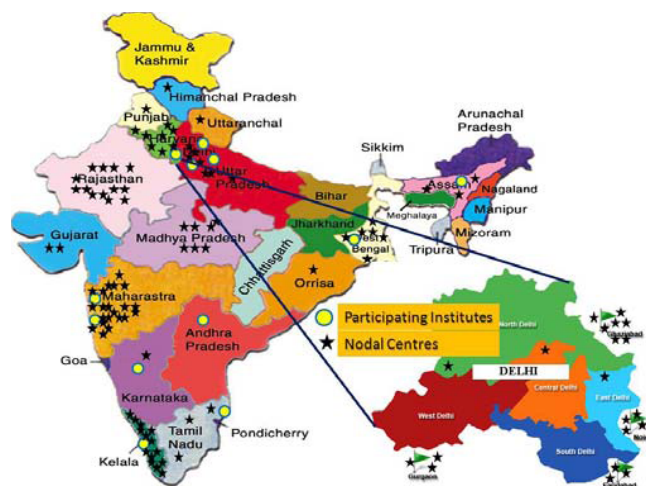 Jammu &
Kashmir
Himanchal Pradesh
Punjab
Uttaranchal
Haryana
Arunachal
Pradesh
Sikkim
Rajasthan
Uttar
Pradesh
Assam
Nagaland
Bihar
Meghalaya
Manipur
Jharkhand
West
Bengal
Tripura
Mizoram
Gujarat
Madhya Pradesh
Chhattisgarh
Orrisa
Maharastra
Participating Institutes
Nodal Centres
Andhra
Pradesh
Goa
Karnataka
Tamil
Nadu
Pondicherry
Kelala
North Delhi
Ghaziabad
DELHI
Central Delhi
East Delhi
West Delhi
South Delhi
Gurgaon